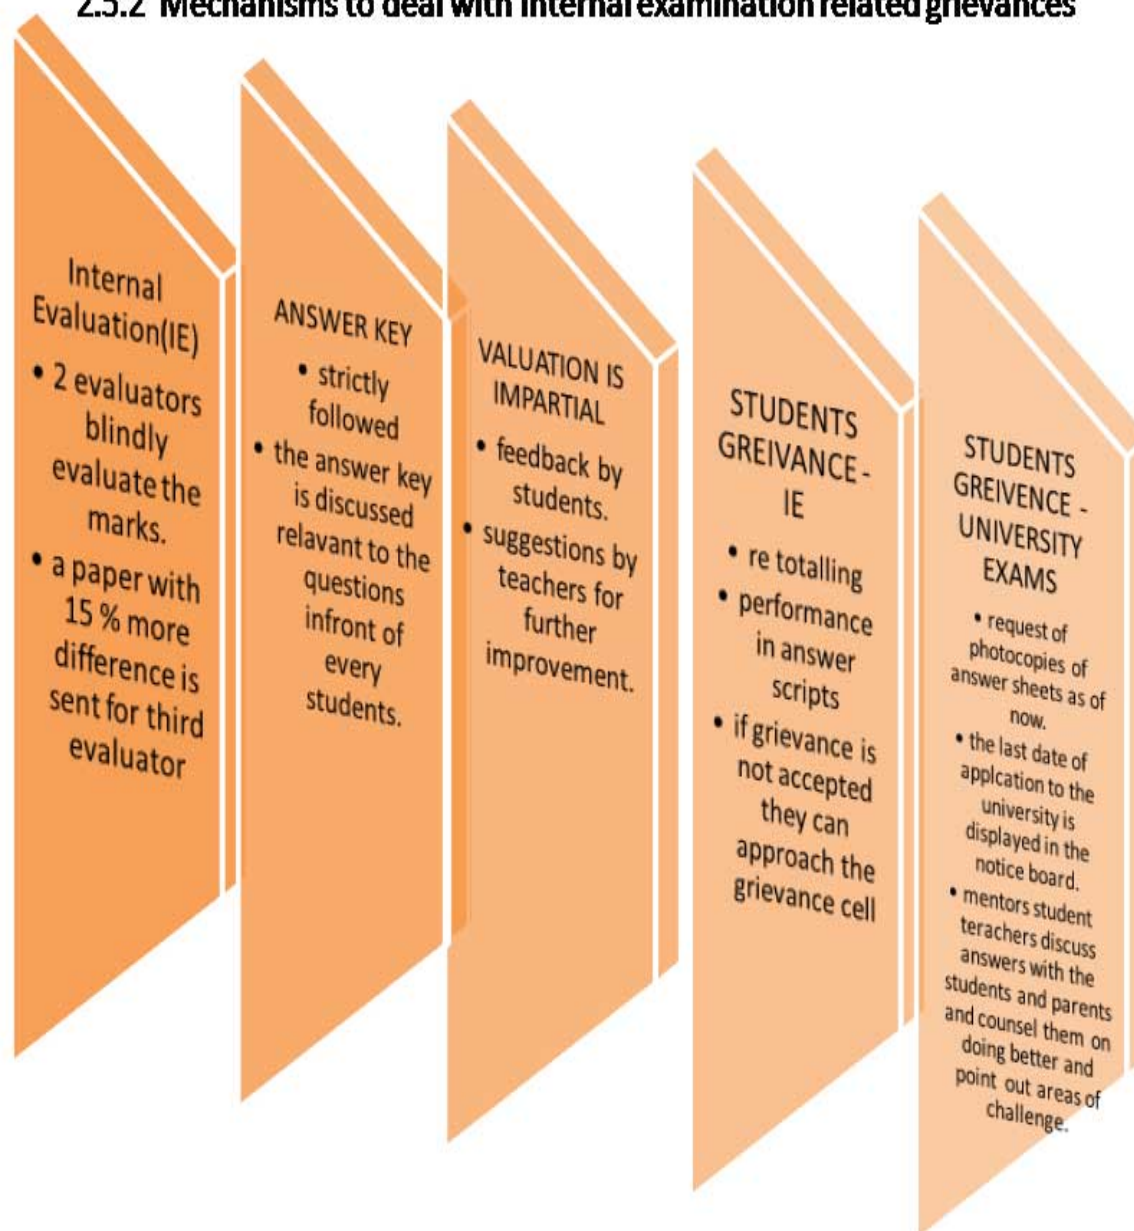 2.5.2 Mechanisms to deal with internal examination related grievances
Internal
Evaluation(IE)
• 2 evaluators
blindly
evaluate the
marks.
• a paper with
15 % more
difference is
sent for third
evaluator
ANSWER KEY
• strictly
followed
• the answer key
is discussed
relavant to the
questions
infront of
every
students.
VALUATION IS
IMPARTIAL
• feedback by
students.
• suggestions by
teachers for
further
improvement.
STUDENTS
GREIVANCE -
IE
• re totalling
• performance
in answer
scripts
• if grievance is
not accepted
they can
approach the
grievance cell
STUDENTS
GREIVENCE -
UNIVERSITY
EXAMS
• request of
photocopies of
answer sheets as of
now.
• the last date of
applcation to the
university is
displayed in the
notice board.
• mentors student
terachers discuss
answers with the
students and parents
and counsel them on
doing better and
point out areas of
challenge.